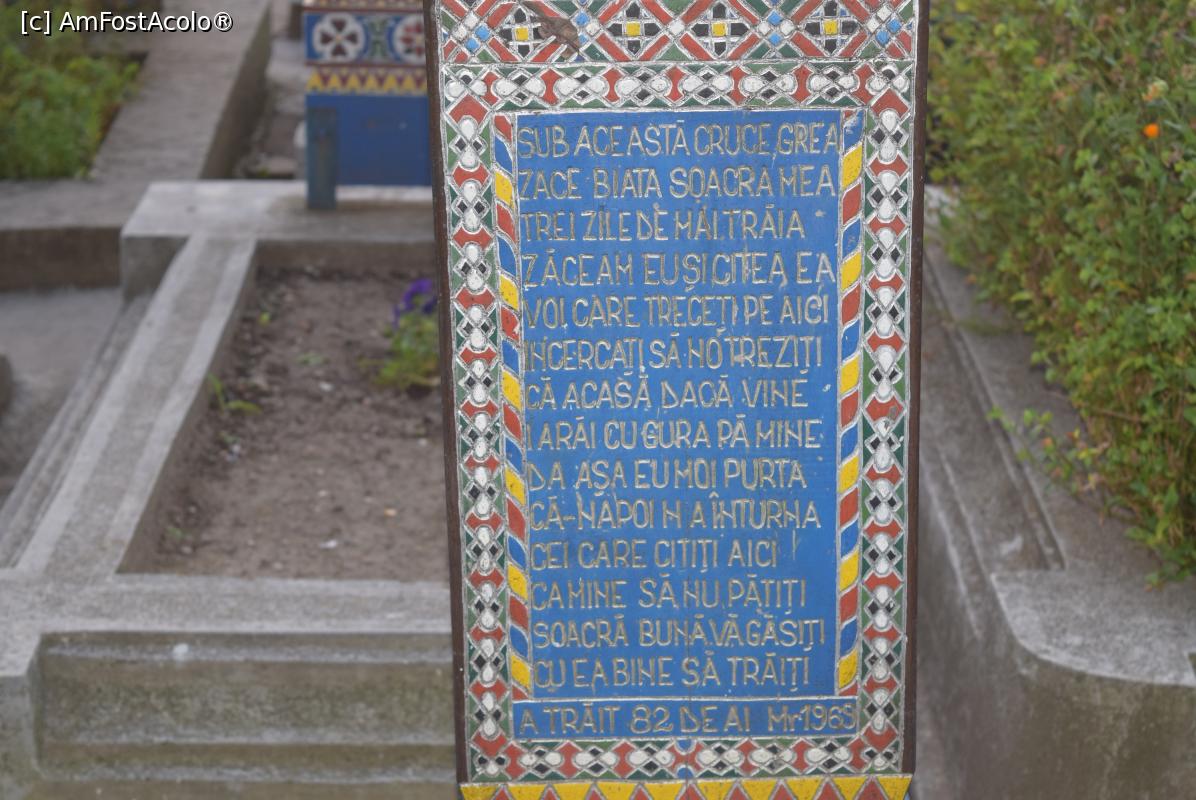 [c] AmFostAcolo®
SUB ACEASTĂ CRUCE GREA
ZACE BIATA SOACRA MEA
TREI ZILE DE MAI TRĂIA
ZĂCEAM EU ȘI CITEA EA
VOI CARE TRECEȚI PE AICI
INCERCAȚI SĂ NO TREZIȚI
CĂ ACASĂ DACĂ VINE
IARĂI CU GURA PĂ MINE
DA AȘA EU MOI PURTA
CĂ-NĂPOI N A ÎNTURNA
CEI CARE CITIȚI AICI
CA MINE SĂ NU PĂȚIȚI
SOACRĂ BUNĂ VĂ GĂSIȚI
CU EA BINE SĂ TRĂIȚI
A TRĂIT 82 DE AI Mr 1965